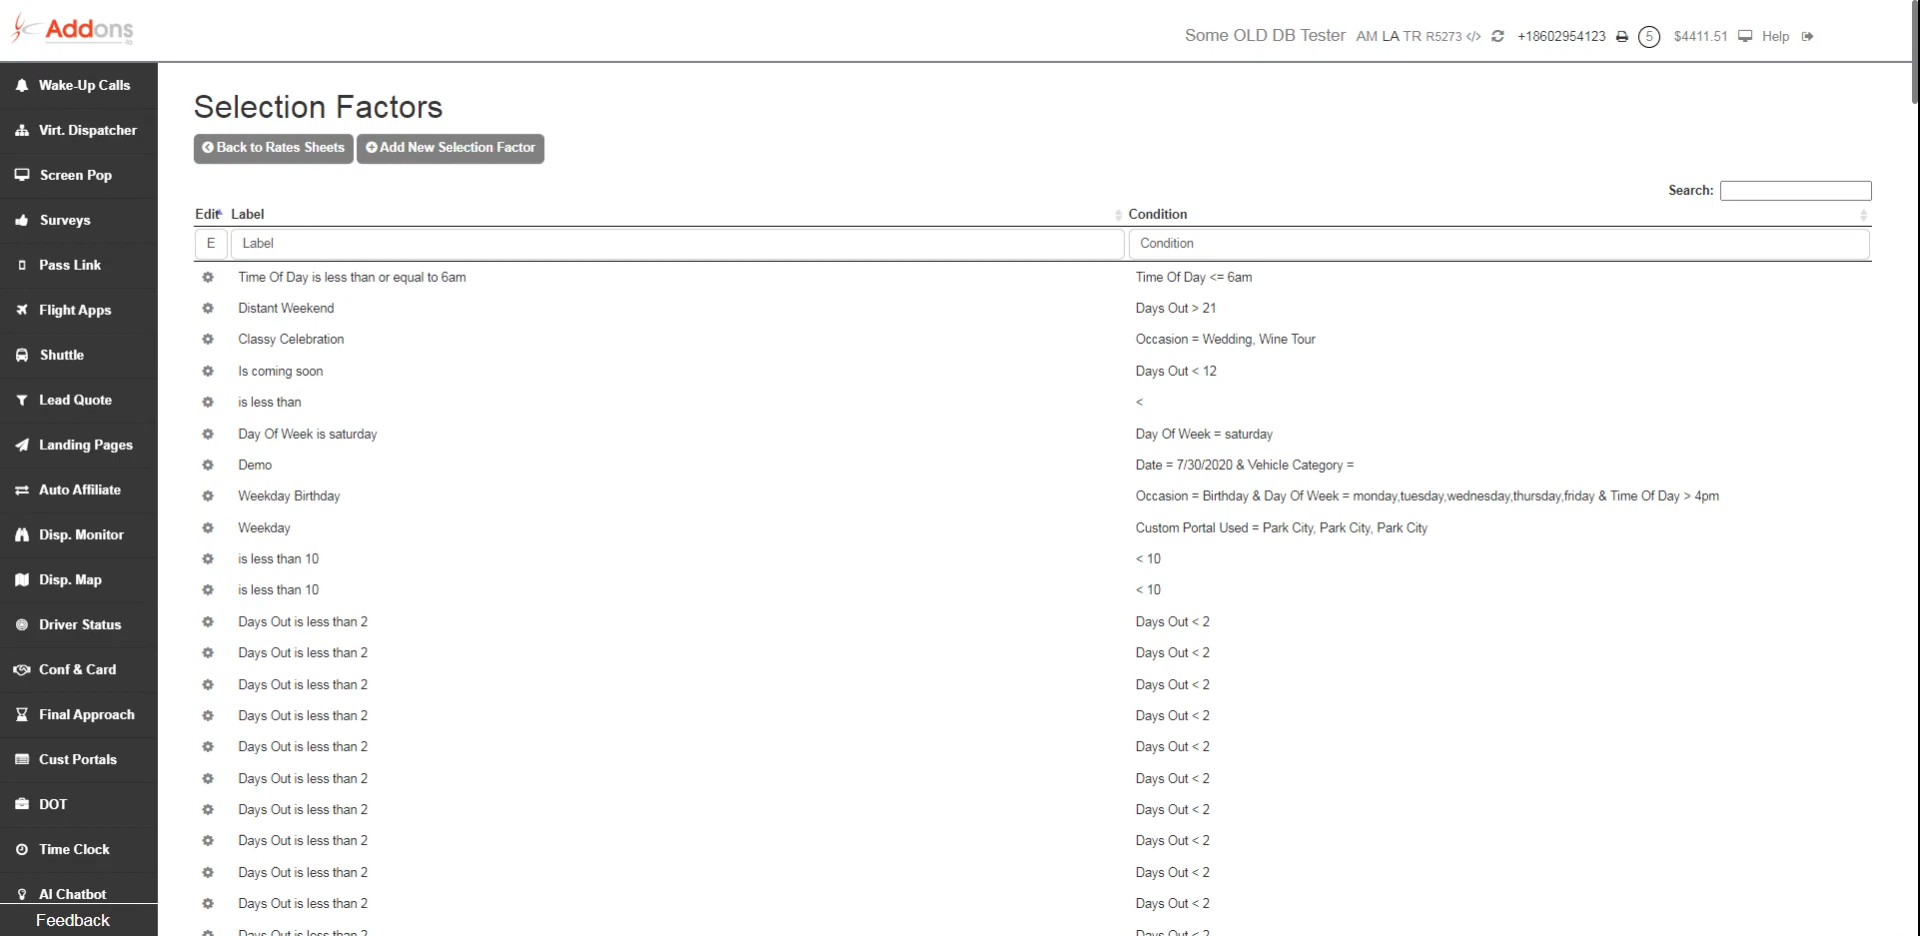 Addons
Some OLD DB Tester AM LA TR R5273 </> +18602954123 5 $4411.51 Help
Wake-Up Calls
Virt. Dispatcher
Screen Pop
Surveys
Pass Link
Flight Apps
Shuttle
Lead Quote
Landing Pages
Auto Affiliate
Disp. Monitor
Disp. Map
Driver Status
Conf & Card
Final Approach
Cust Portals
DOT
Time Clock
AI Chatbot
Feedback
Selection Factors
Back to Rates Sheets Add New Selection Factor
Search:
Edit Label Condition
E Label Condition
Time Of Day is less than or equal to 6am Time Of Day <= 6am
Distant Weekend Days Out > 21
Classy Celebration Occasion = Wedding, Wine Tour
Is coming soon Days Out < 12
is less than <
Day Of Week is saturday Day Of Week = saturday
Demo Date = 7/30/2020 & Vehicle Category =
Weekday Birthday Occasion = Birthday & Day Of Week = monday,tuesday,wednesday,thursday,friday & Time Of Day > 4pm
Weekday Custom Portal Used = Park City, Park City, Park City
is less than 10 < 10
is less than 10 < 10
Days Out is less than 2 Days Out < 2
Days Out is less than 2 Days Out < 2
Days Out is less than 2 Days Out < 2
Days Out is less than 2 Days Out < 2
Days Out is less than 2 Days Out < 2
Days Out is less than 2 Days Out < 2
Days Out is less than 2 Days Out < 2
Days Out is less than 2 Days Out < 2
Days Out is less than 2 Days Out < 2
Days Out is less than 2 Days Out < 2
Days Out is less than 2 Days Out < 2